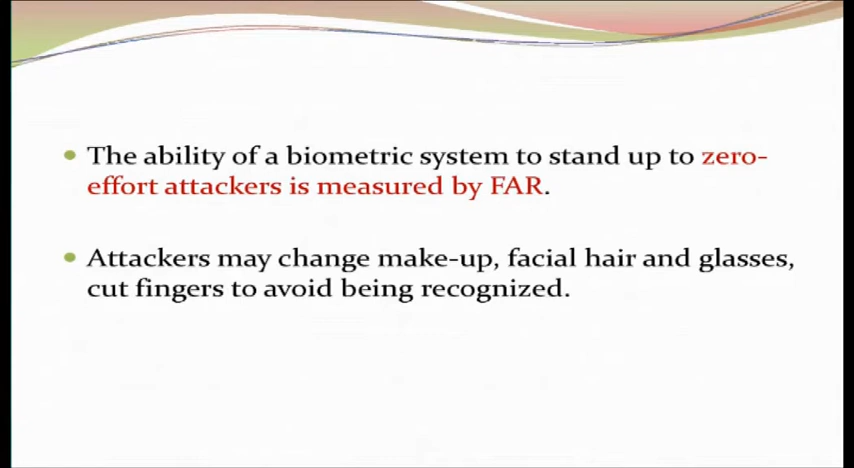 The ability of a biometric system to stand up to zero-
effort attackers is measured by FAR.
Attackers may change make-up, facial hair and glasses,
cut fingers to avoid being recognized.